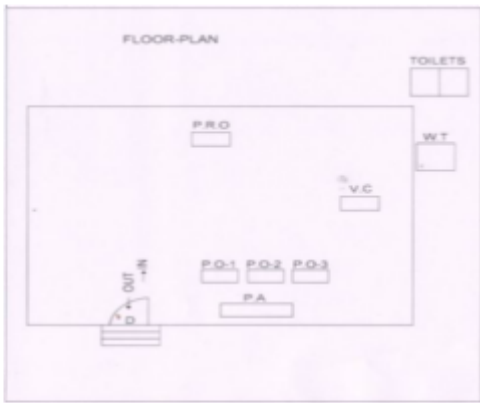 FLOOR-PLAN
TOILETS
P.R.O
W.T
V.C
IN
OUT
P.O-1 P.O-2 P.O-3
P.A
D